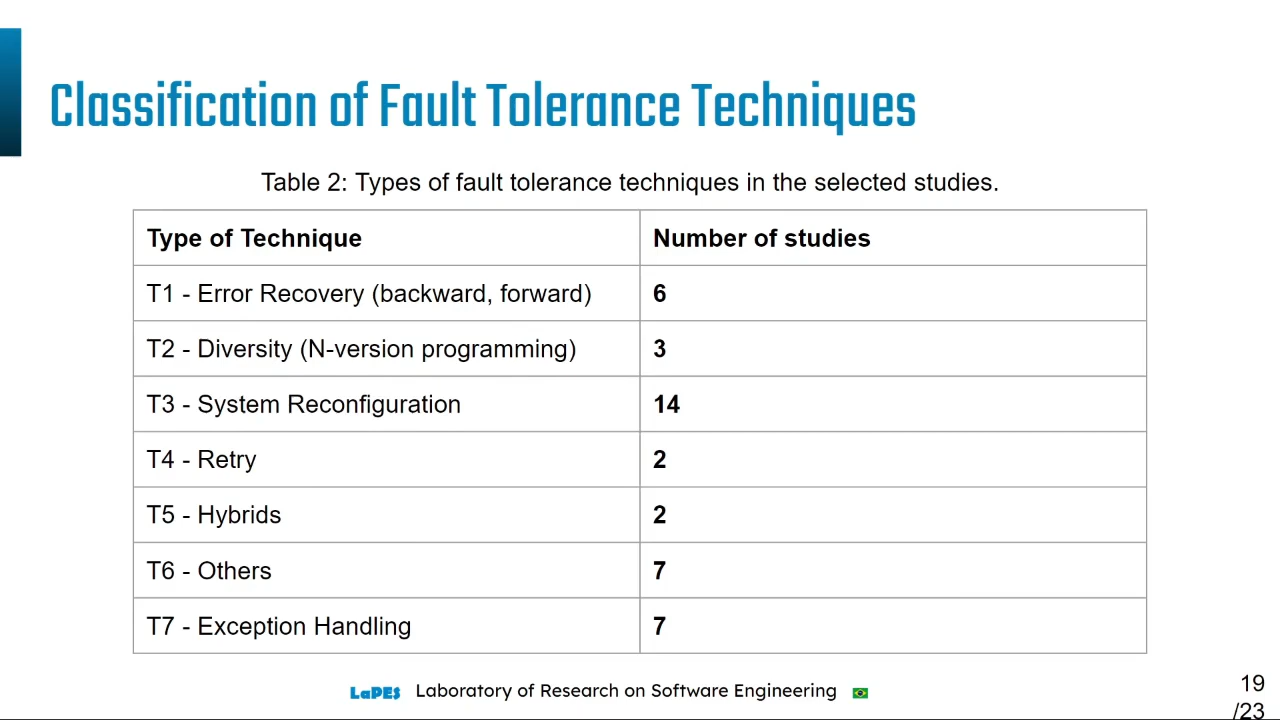 Classification of Fault Tolerance Techniques
Table 2: Types of fault tolerance techniques in the selected studies.
Type of Technique Number of studies
T1 - Error Recovery (backward, forward) 6
T2 - Diversity (N-version programming) 3
T3 - System Reconfiguration 14
T4 - Retry 2
T5 - Hybrids 2
T6 - Others 7
T7 - Exception Handling 7
LaPES Laboratory of Research on Software Engineering
19
/23